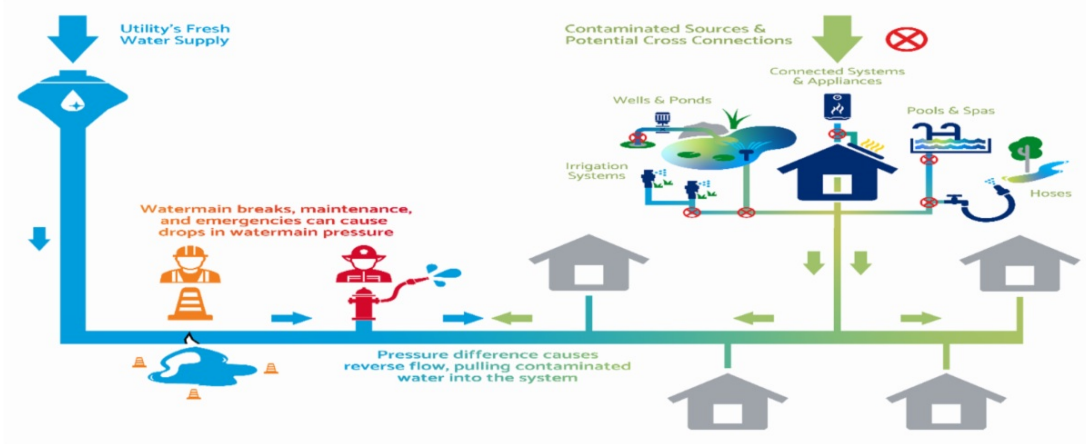 Utility's Fresh
Water Supply
Contaminated Sources &
Potential Cross Connections
Connected Systems
& Appliances
Wells & Ponds
Pools & Spas
Irrigation
Systems
Hoses
Watermain breaks, maintenance,
and emergencies can cause
drops in watermain pressure
Pressure difference causes
reverse flow, pulling contaminated
water into the system